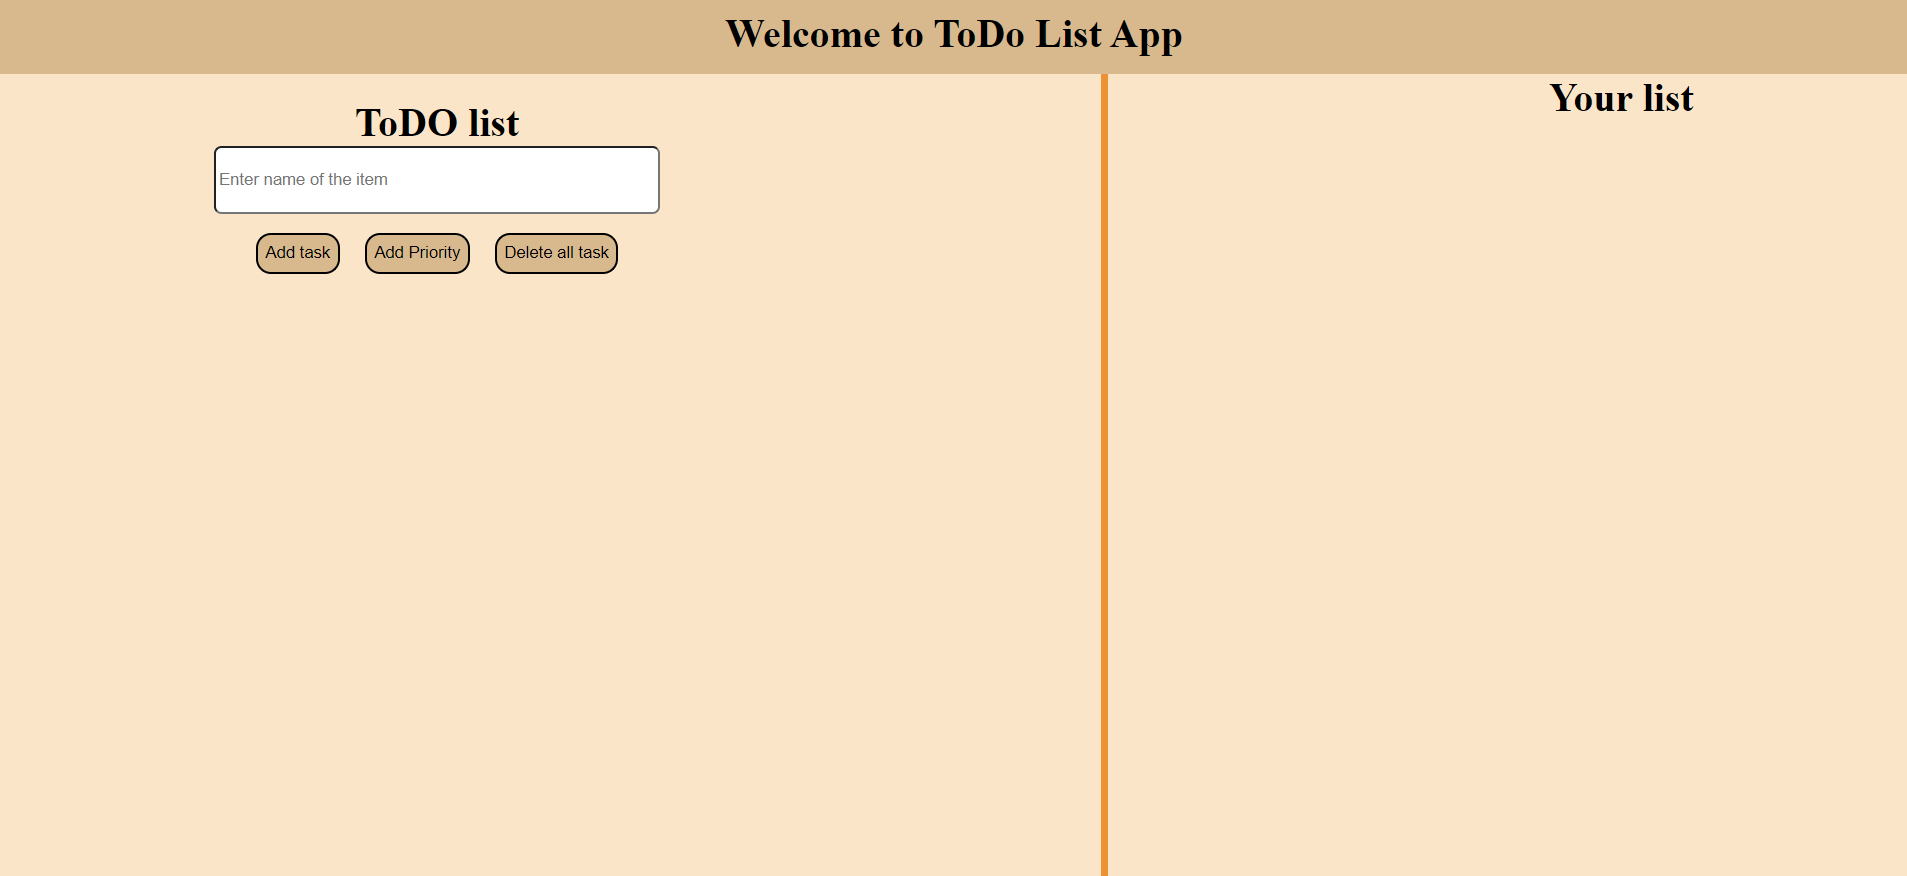 Welcome to ToDo List App
ToDO list
Enter name of the item
Add task
Add Priority
Delete all task
Your list